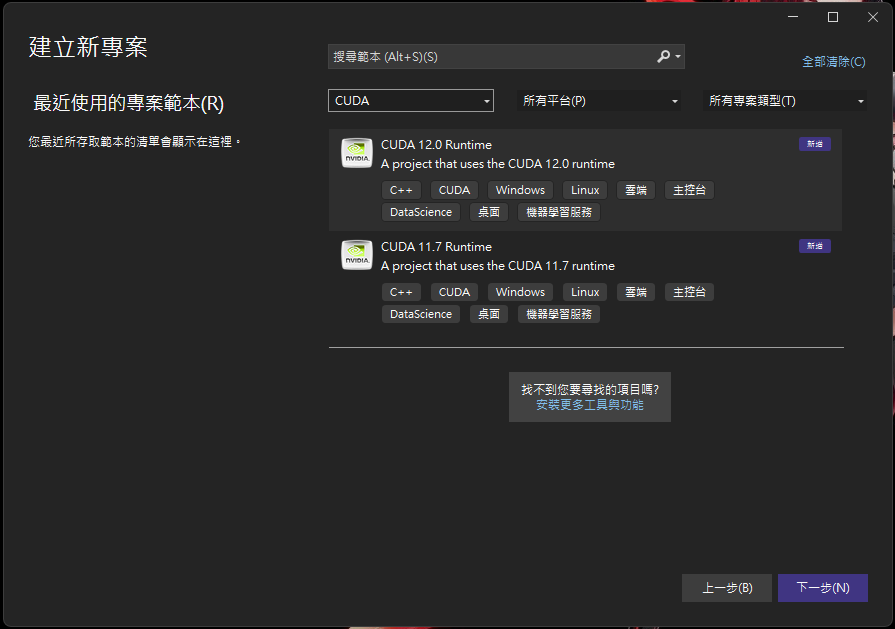 建立新專案
搜尋範本 (Alt+S)(S)
全部清除(C)
最近使用的專案範本(R)
您最近所存取範本的清單會顯示在這裡。
CUDA
所有平台(P)
所有專案類型(T)
NVIDIA.
CUDA 12.0 Runtime
新增
A project that uses the CUDA 12.0 runtime
C++ CUDA Windows Linux 雲端 主控台
DataScience 桌面 機器學習服務
NVIDIA.
CUDA 11.7 Runtime
新增
A project that uses the CUDA 11.7 runtime
C++ CUDA Windows Linux 雲端 主控台
DataScience 桌面 機器學習服務
找不到您要尋找的項目嗎?
安裝更多工具與功能
上一步(B)
下一步(N)